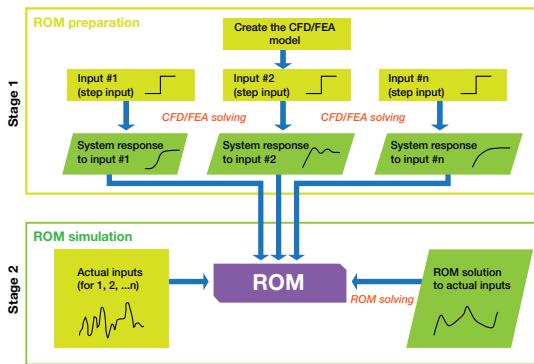 ROM preparation
Create the CFD/FEA
model
Stage 1
Input #1
(step input)
Input #2
(step input)
Input #n
(step input)
CFD/FEA solving
CFD/FEA solving
System response
to input #1
System response
to input #2
System response
to input #n
ROM simulation
Stage 2
Actual inputs
(for 1, 2, ...n)
ROM
ROM solution
to actual inputs
ROM solving